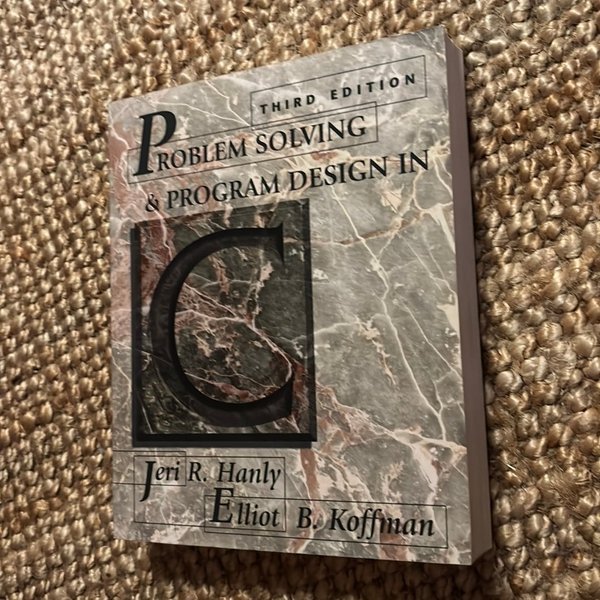 THIRD EDITION
PROBLEM SOLVING
& PROGRAM DESIGN IN
C
Jeri R. Hanly
Elliot B. Koffman